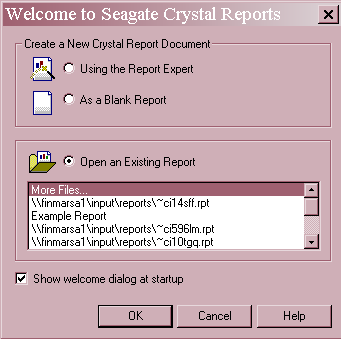 Welcome to Seagate Crystal Reports
Create a New Crystal Report Document
Using the Report Expert
As a Blank Report
Open an Existing Report
More Files...
\\finmarsa1\input\reports\~ci14sff.rpt
Example Report
\\finmarsa1\input\reports\~ci596lm.rpt
\\finmarsa1\input\reports\~ci10tgq.rpt
Show welcome dialog at startup
OK Cancel Help